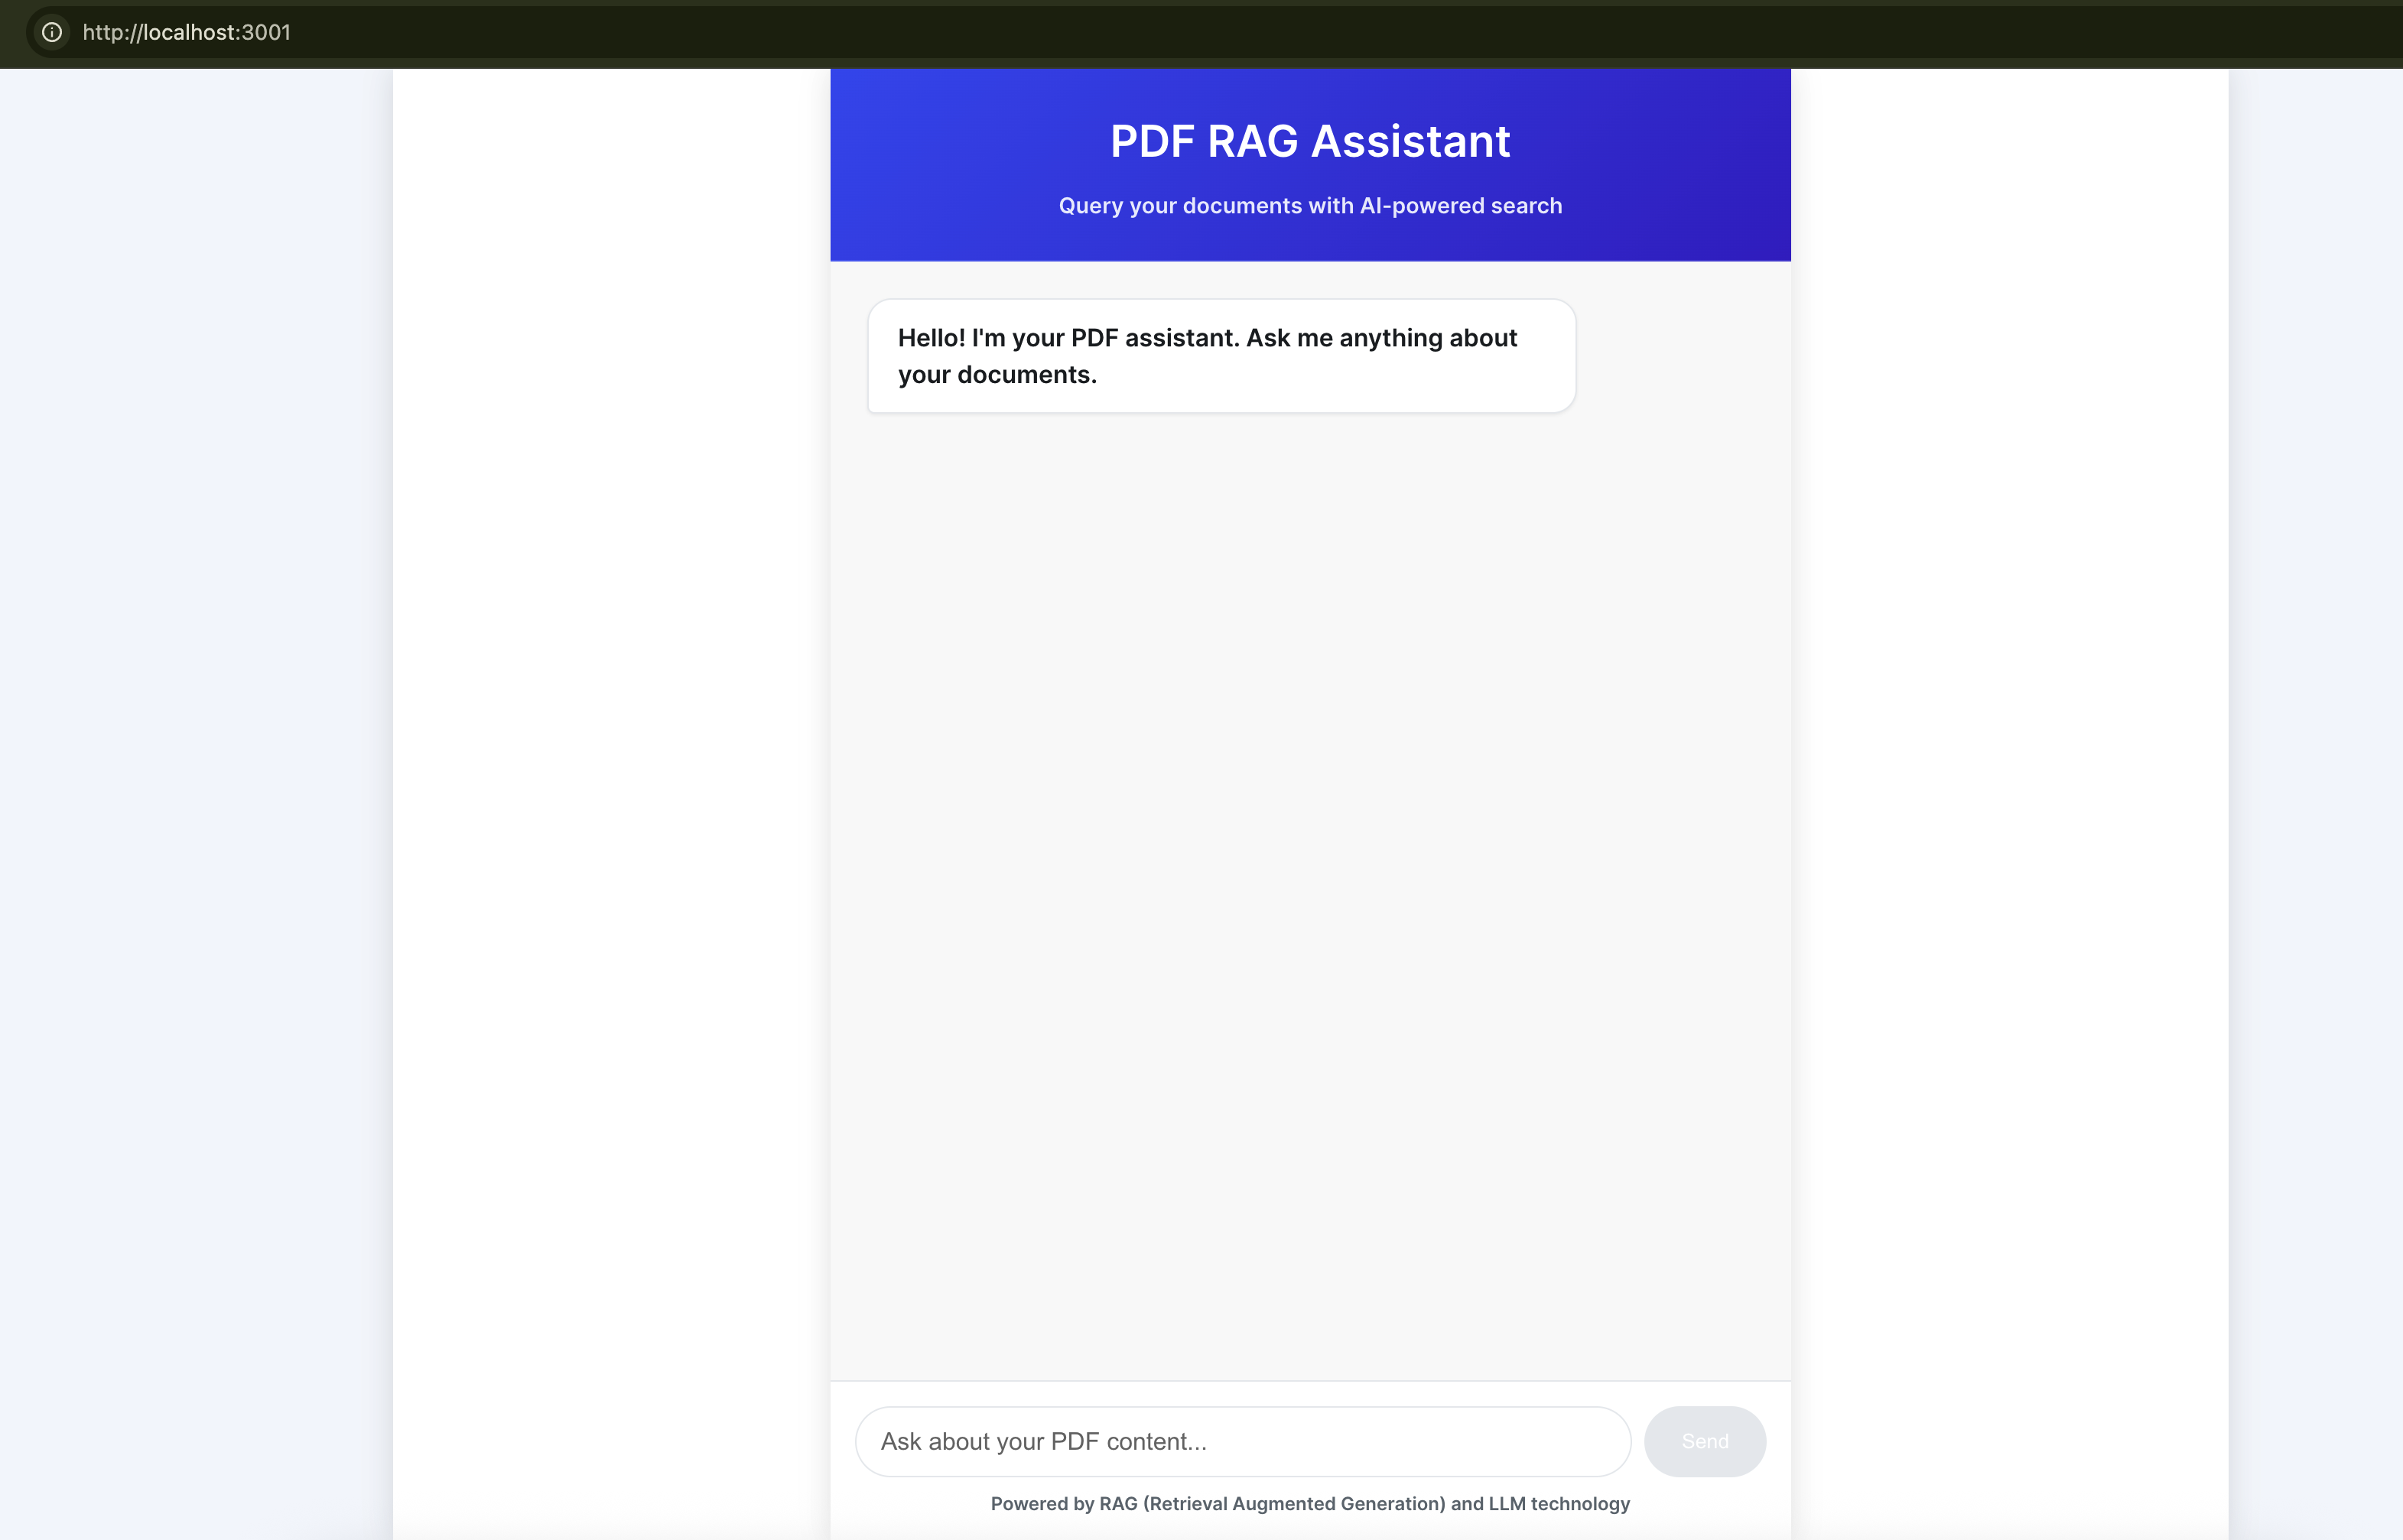 http://localhost:3001
PDF RAG Assistant
Query your documents with AI-powered search
Hello! I'm your PDF assistant. Ask me anything about
your documents.
Ask about your PDF content...
Send
Powered by RAG (Retrieval Augmented Generation) and LLM technology